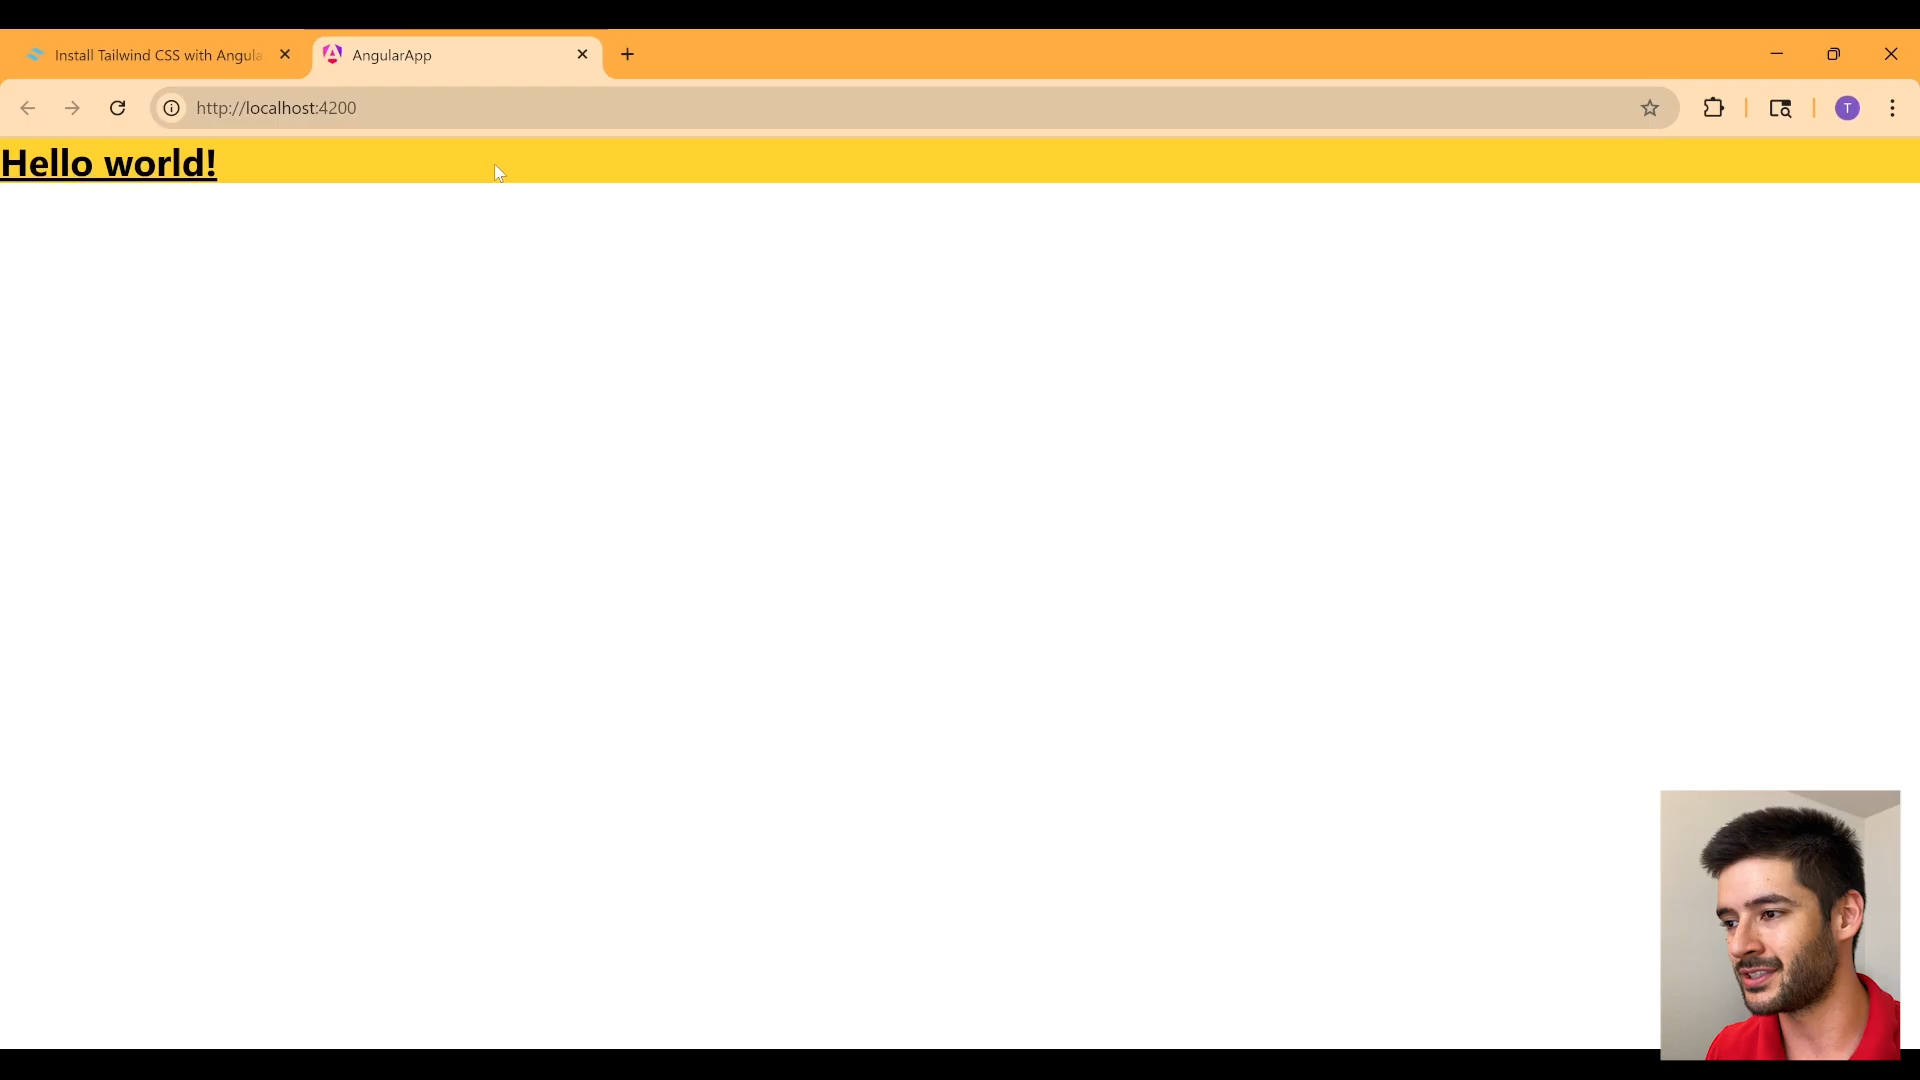 Install Tailwind CSS with Angula
AngularApp
http://localhost:4200
T
Hello world!